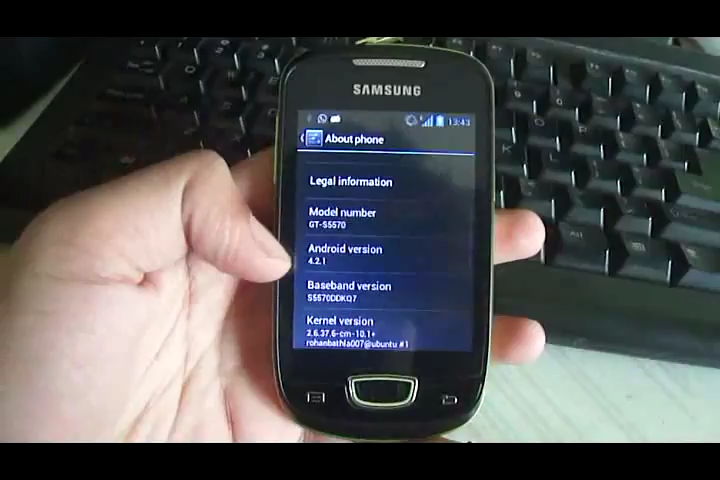 SAMSUNG
13:43
About phone
Legal information
Model number
GT-S5570
Android version
4.2.1
Baseband version
S5570DDKQ7
Kernel version
2.6.37.6-cm-10.1+
rohanbatNa007@ubuntu #1